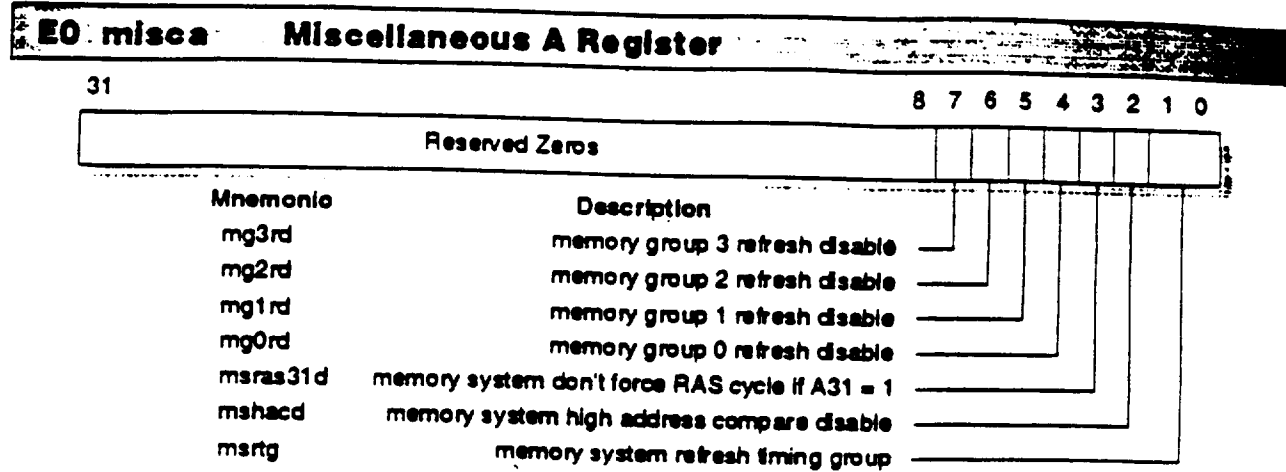 E0 misca Miscellaneous A Register
31 8 7 6 5 4 3 2 1 0
Reserved Zeros
Mnemonic Description
mg3rd memory group 3 refresh disable
mg2rd memory group 2 refresh disable
mg1rd memory group 1 refresh disable
mg0rd memory group 0 refresh disable
msras31d memory system don't force RAS cycle if A31 = 1
mshacd memory system high address compare disable
msrtg memory system refresh timing group